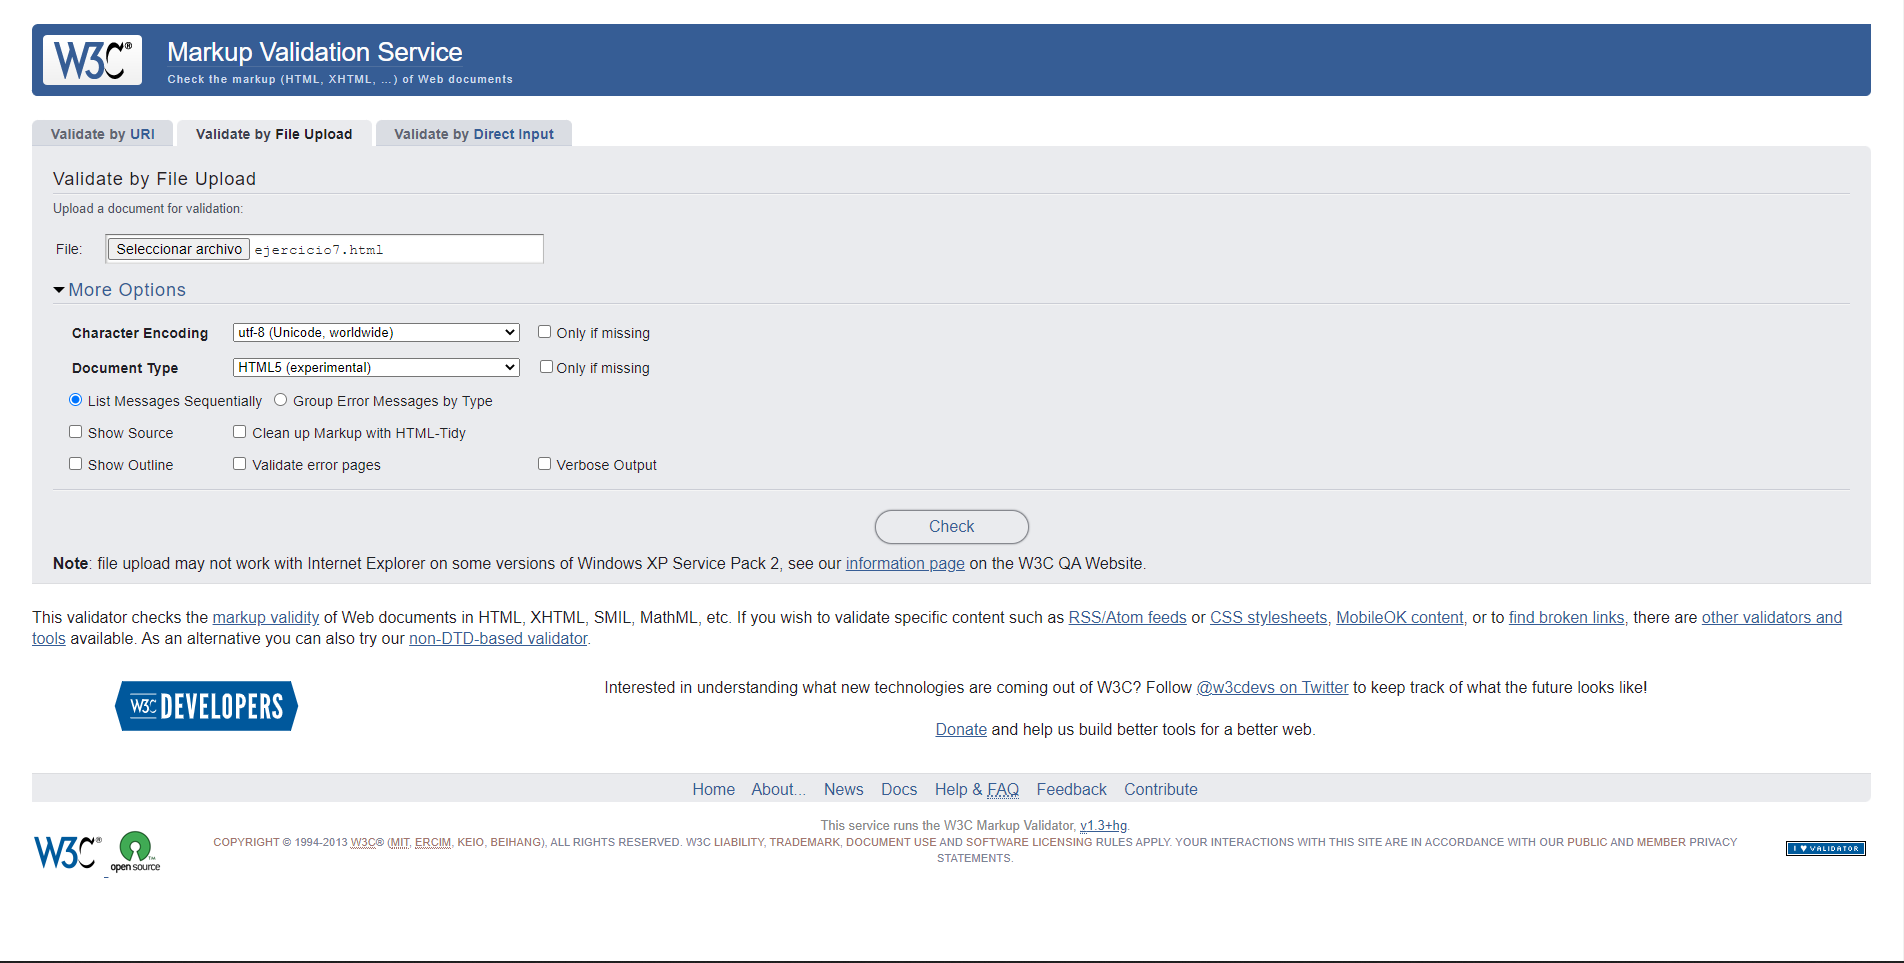 W3C® Markup Validation Service
Check the markup (HTML, XHTML, ...) of Web documents
Validate by URI Validate by File Upload Validate by Direct Input
Validate by File Upload
Upload a document for validation:
File: Seleccionar archivo ejercicio7.html
More Options
Character Encoding utf-8 (Unicode, worldwide) Only if missing
Document Type HTML5 (experimental) Only if missing
List Messages Sequentially Group Error Messages by Type
Show Source Clean up Markup with HTML-Tidy
Show Outline Validate error pages Verbose Output
Check
Note: file upload may not work with Internet Explorer on some versions of Windows XP Service Pack 2, see our information page on the W3C QA Website.
This validator checks the markup validity of Web documents in HTML, XHTML, SMIL, MathML, etc. If you wish to validate specific content such as RSS/Atom feeds or CSS stylesheets, MobileOK content, or to find broken links, there are other validators and
tools available. As an alternative you can also try our non-DTD-based validator.
W3C DEVELOPERS
Interested in understanding what new technologies are coming out of W3C? Follow @w3cdevs on Twitter to keep track of what the future looks like!
Donate and help us build better tools for a better web.
Home About... News Docs Help & FAQ Feedback Contribute
This service runs the W3C Markup Validator, v1.3+hg.
W3C® open source™
COPYRIGHT © 1994-2013 W3C® (MIT, ERCIM, KEIO, BEIHANG), ALL RIGHTS RESERVED. W3C LIABILITY, TRADEMARK, DOCUMENT USE AND SOFTWARE LICENSING RULES APPLY. YOUR INTERACTIONS WITH THIS SITE ARE IN ACCORDANCE WITH OUR PUBLIC AND MEMBER PRIVACY
STATEMENTS.
I ♥ VALIDATOR